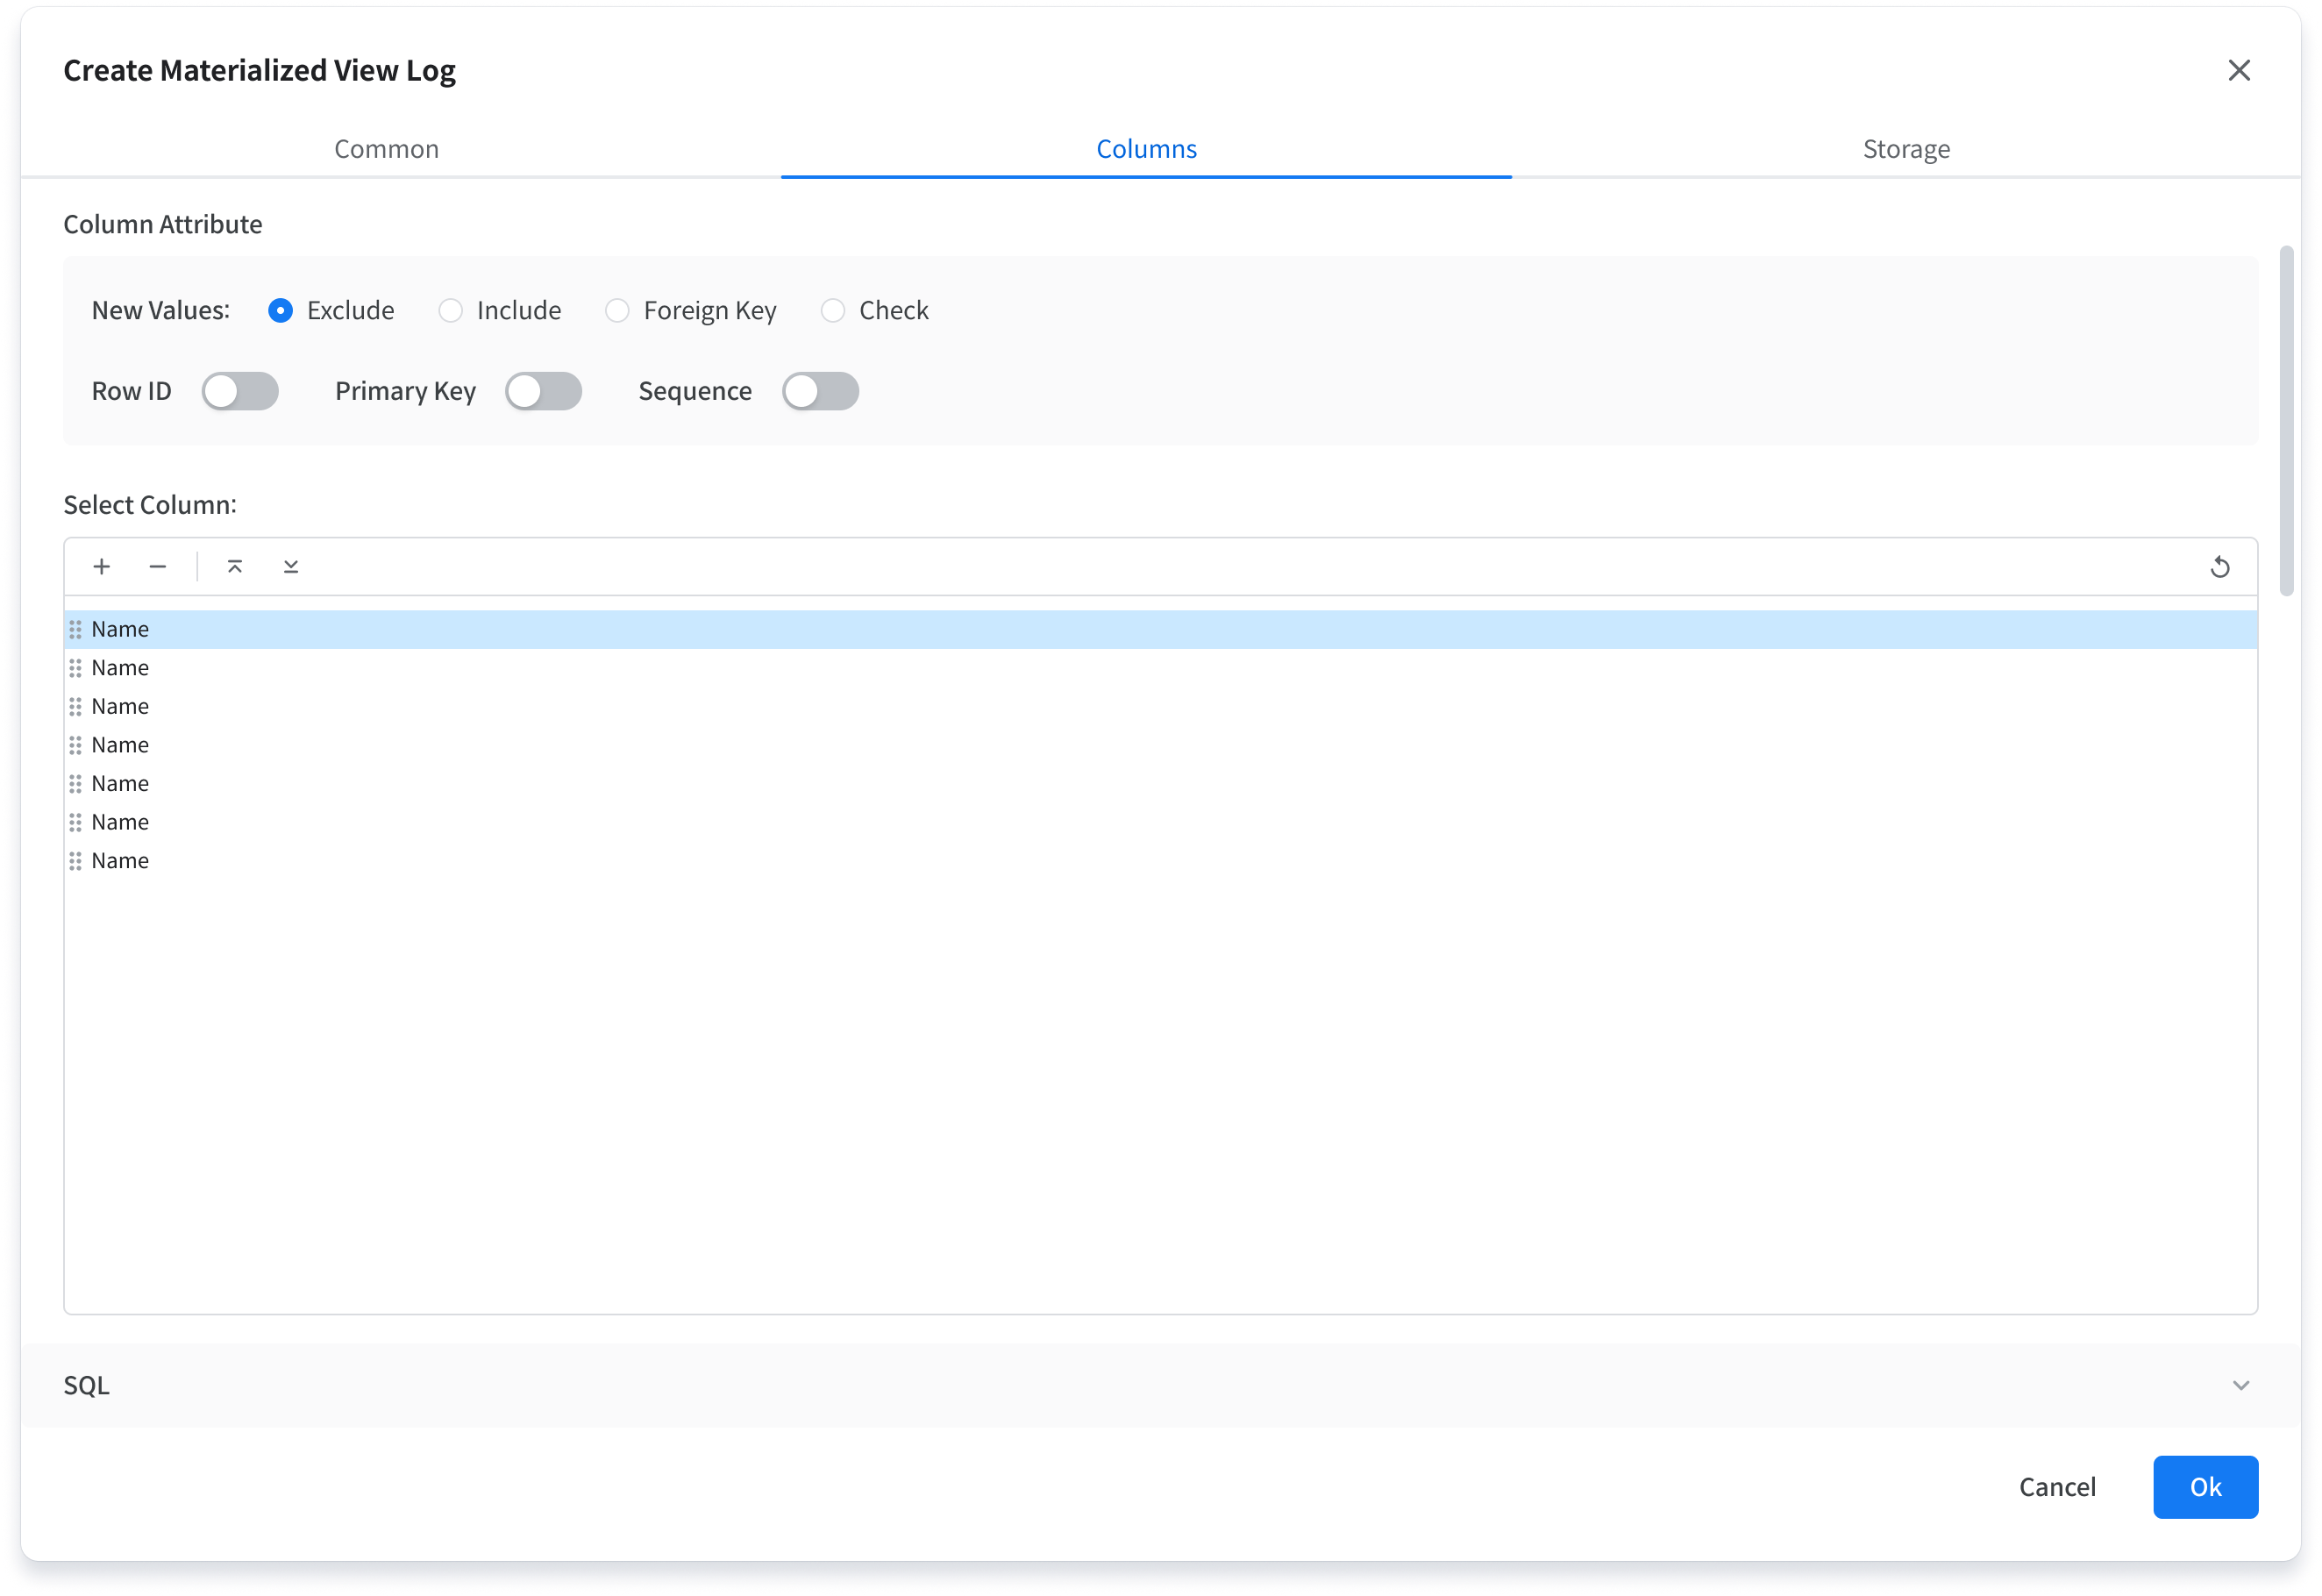 Create Materialized View Log
Common Columns Storage
Column Attribute
New Values: Exclude Include Foreign Key Check
Row ID Primary Key Sequence
Select Column:
Name
Name
Name
Name
Name
Name
Name
SQL
Cancel Ok